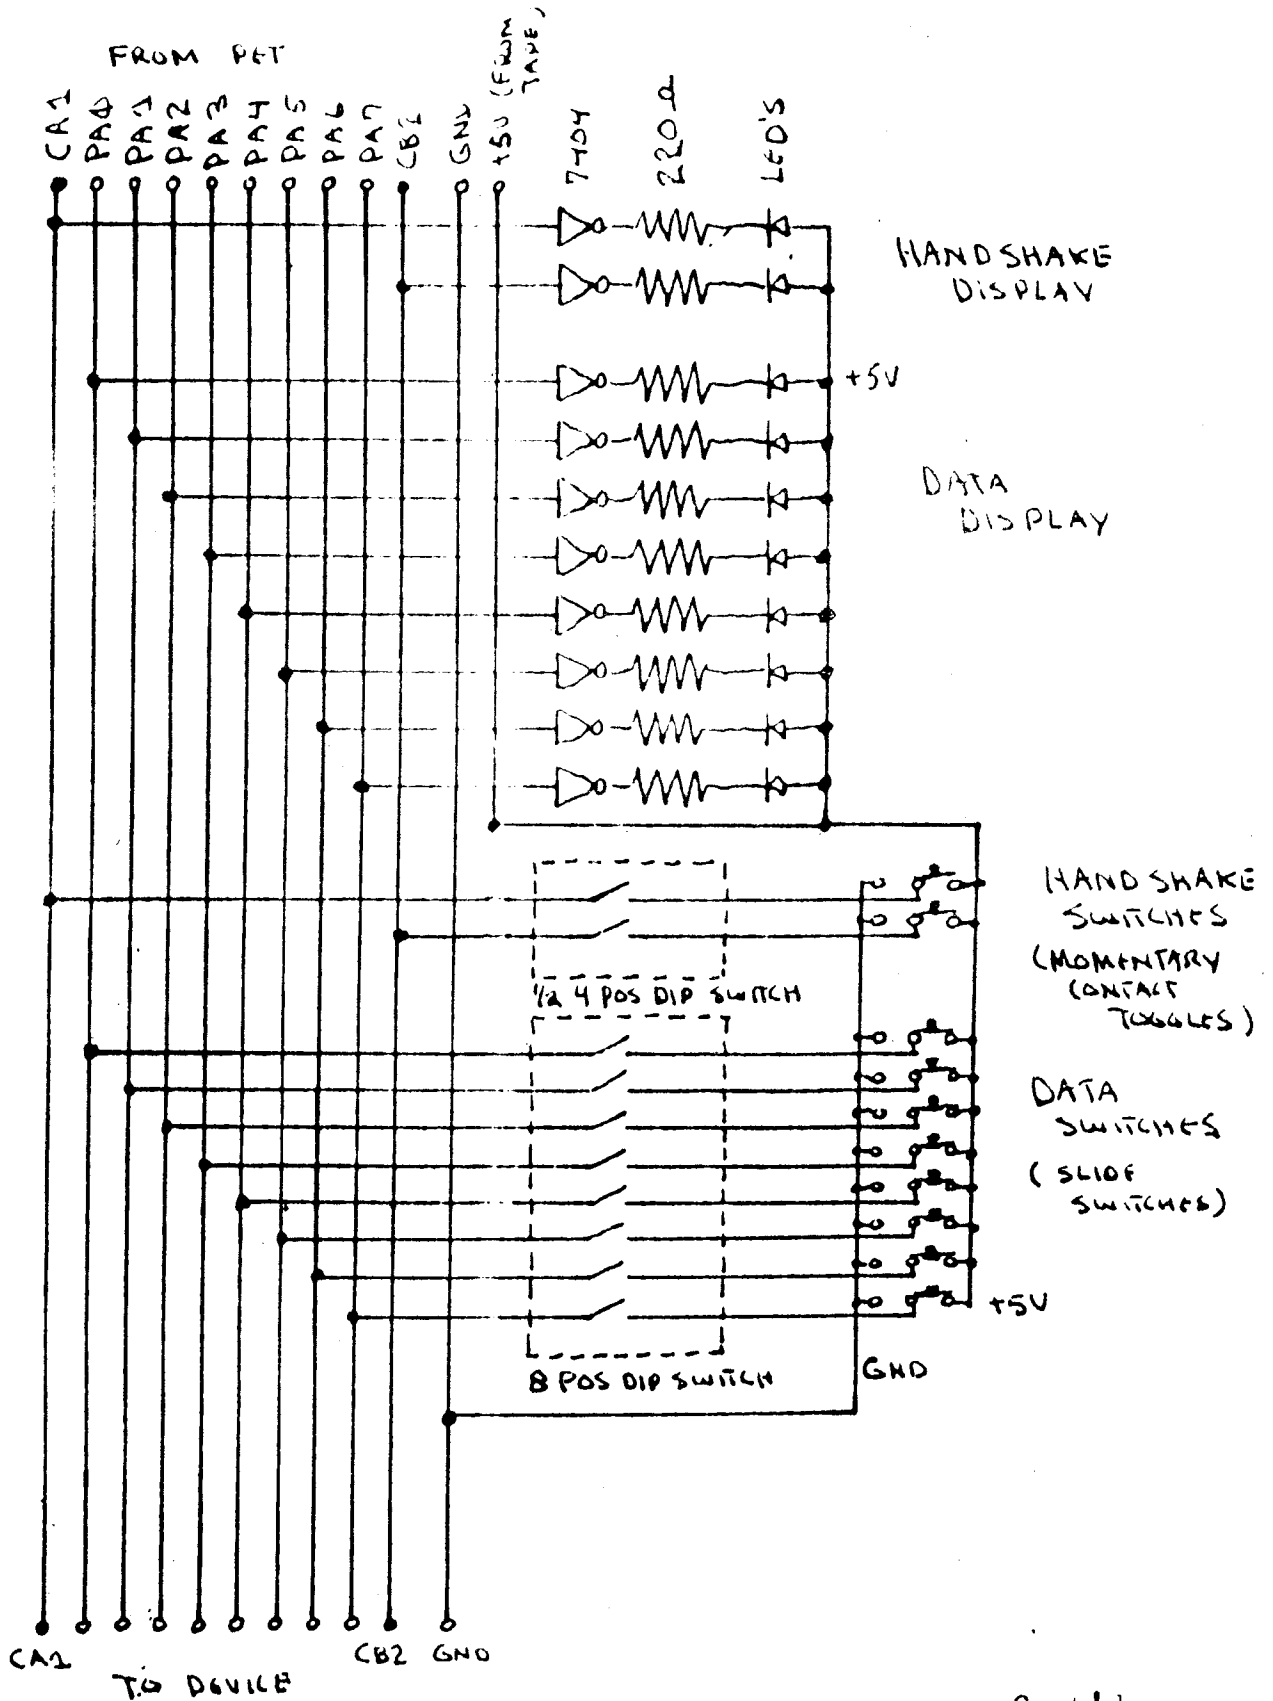 FROM PET
CA1
PA0
PA1
PA2
PA3
PA4
PA5
PA6
PA7
CB2
GND
+5V (FROM
TAPE)
7404
220Ω
LED'S
HANDSHAKE
DISPLAY
+5V
DATA
DISPLAY
HANDSHAKE
SWITCHES
(MOMENTARY
CONTACT
TOGGLES)
1/2 4 POS DIP SWITCH
DATA
SWITCHES
(SLIDE
SWITCHES)
+5V
8 POS DIP SWITCH
GND
CA1
CB2
GND
TO DEVICE